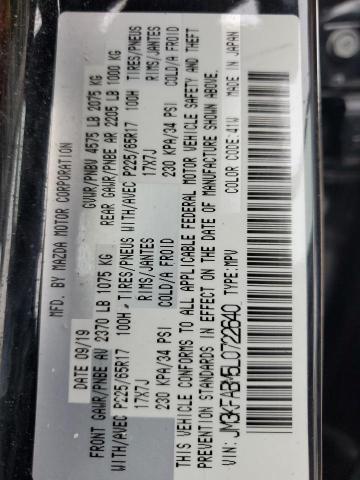 MFD. BY MAZDA MOTOR CORPORATION
DATE 09/19 GVWR/PNBV 4575 LB 2075 KG
FRONT GAWR/PNBE AV 2370 LB 1075 KG REAR GAWR/PNBE AR 2205 LB 1000 KG
WITH/AVEC P225/65R17 100H TIRES/PNEUS WITH/AVEC P225/65R17 100H TIRES/PNEUS
17X7J RIMS/JANTES 17X7J RIMS/JANTES
230 KPA/34 PSI COLD/A FROID 230 KPA/34 PSI COLD/A FROID
THIS VEHICLE CONFORMS TO ALL APPLICABLE FEDERAL MOTOR VEHICLE SAFETY AND THEFT
PREVENTION STANDARDS IN EFFECT ON THE DATE OF MANUFACTURE SHOWN ABOVE.
VIN: JM3KFABM5L0722640 TYPE: MPV COLOR CODE: 41W MADE IN JAPAN